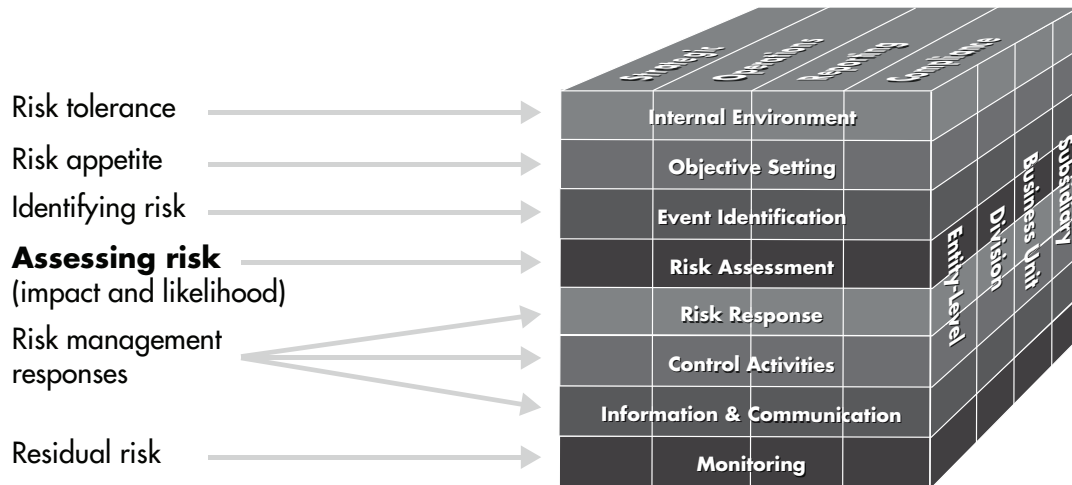 Strategic
Operations
Reporting
Compliance
Risk tolerance
Internal Environment
Risk appetite
Objective Setting
Identifying risk
Event Identification
Assessing risk
(impact and likelihood)
Risk Assessment
Risk management
responses
Risk Response
Control Activities
Information & Communication
Residual risk
Monitoring
Entity-Level
Division
Business Unit
Subsidiary